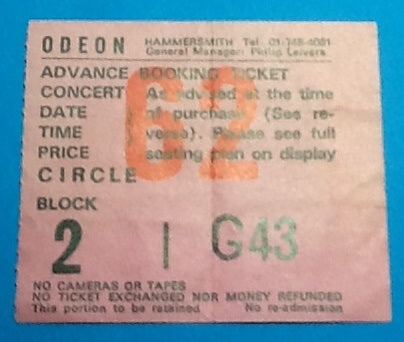 ODEON HAMMERSMITH Tel. 01-748-4081
General Manager: Philip Leivers
ADVANCE BOOKING TICKET
CONCERT As advised at the time
DATE of purchase (See re-
TIME verse). Please see full
PRICE seating plan on display
62
CIRCLE
BLOCK
2 G43
NO CAMERAS OR TAPES
NO TICKET EXCHANGED NOR MONEY REFUNDED
This portion to be retained No re-admission